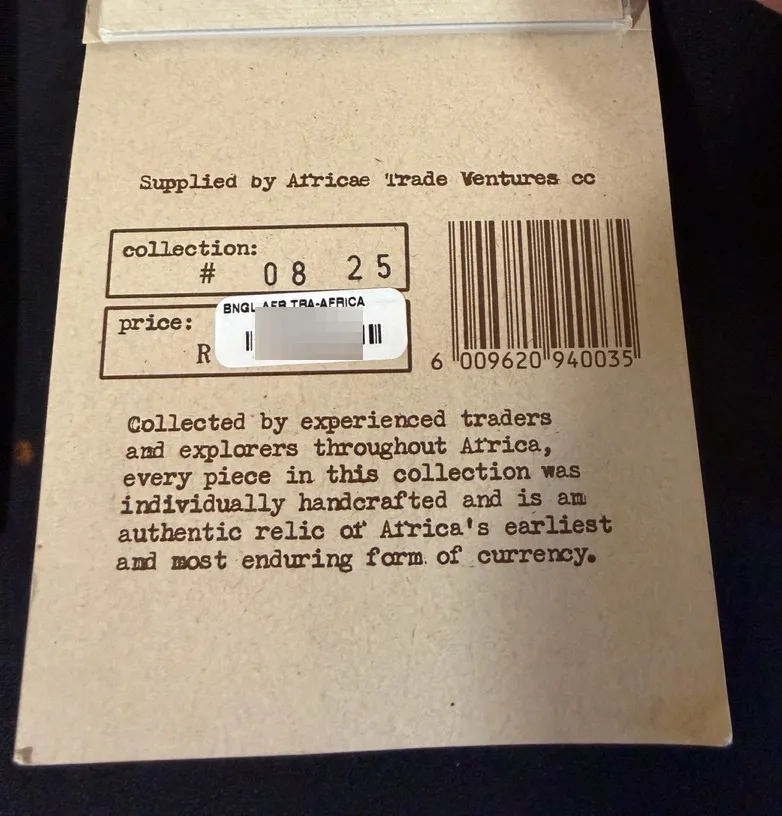 Supplied by Africae Trade Ventures cc
collection:
# 08 25
price:
R
BNGL AFR TRA-AFRICA
6 009620 940035
Collected by experienced traders
and explorers throughout Africa,
every piece in this collection was
individually handcrafted and is an
authentic relic of Africa's earliest
and most enduring form of currency.